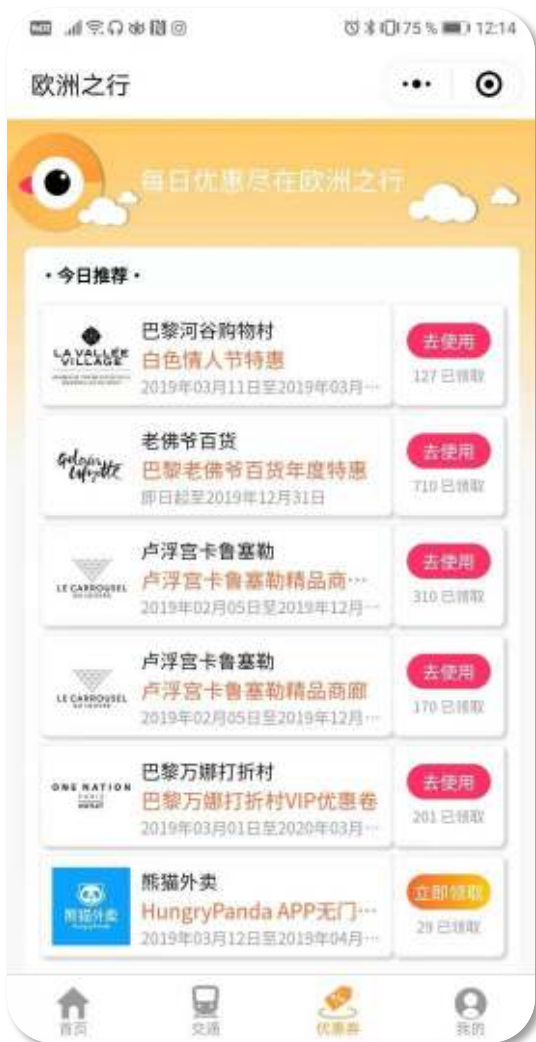 75 % 12:14
欧洲之行
每日优惠尽在欧洲之行
·今日推荐·
LA VALLÉE
VILLAGE
巴黎河谷购物村
白色情人节特惠
2019年03月11日至2019年03月…
去使用
127 已领取
Galeries
Lafayette
老佛爷百货
巴黎老佛爷百货年度特惠
即日起至2019年12月31日
去使用
710 已领取
LE CARROUSEL
DU LOUVRE
卢浮宫卡鲁塞勒
卢浮宫卡鲁塞勒精品商…
2019年02月05日至2019年12月…
去使用
310 已领取
LE CARROUSEL
DU LOUVRE
卢浮宫卡鲁塞勒
卢浮宫卡鲁塞勒精品商廊
2019年02月05日至2019年12月…
去使用
170 已领取
ONE NATION
PARIS
OUTLET
巴黎万娜打折村
巴黎万娜打折村VIP优惠卷
2019年03月01日至2020年03月…
去使用
201 已领取
熊猫外卖
HungryPanda
熊猫外卖
HungryPanda APP无门…
2019年03月12日至2019年04月…
立即领取
29 已领取
首页
交通
优惠券
我的